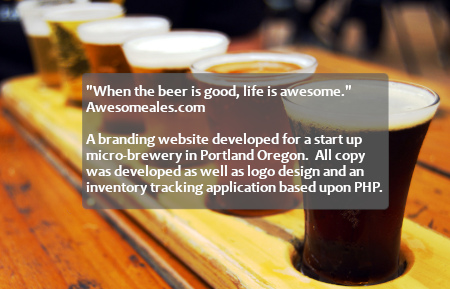 "When the beer is good, life is awesome."
Awesomeales.com
A branding website developed for a start up
micro-brewery in Portland Oregon.  All copy
was developed as well as logo design and an
inventory tracking application based upon PHP.